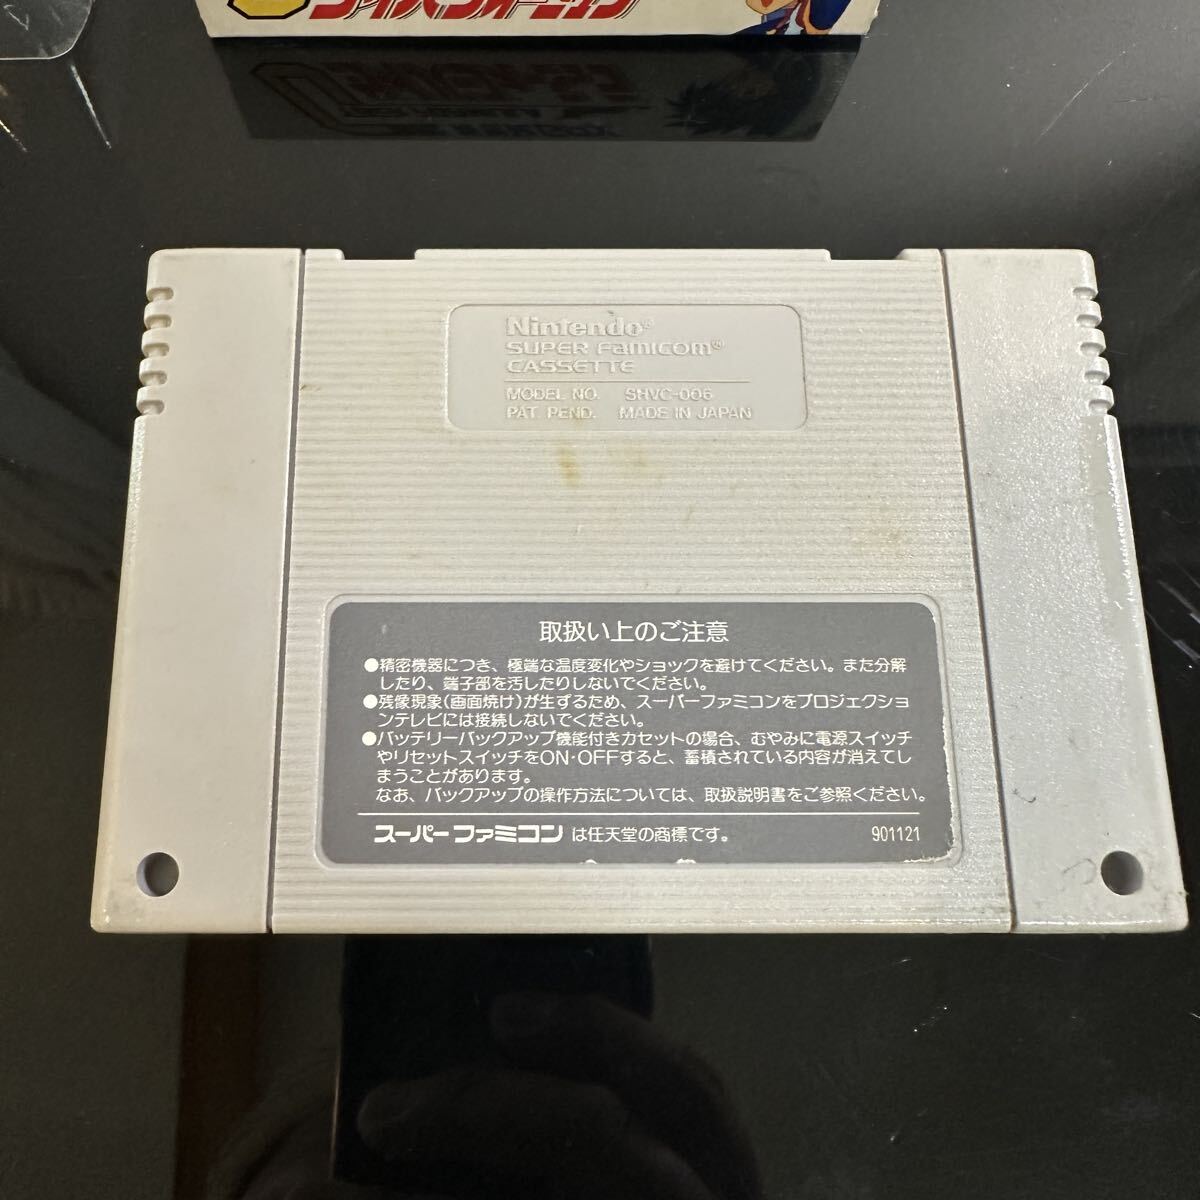 Nintendo®
SUPER FAMICOM®
CASSETTE
MODEL NO. SHVC-006
PAT. PEND. MADE IN JAPAN
取扱い上のご注意
●精密機器につき、極端な温度変化やショックを避けてください。また分解
したり、端子部を汚したりしないでください。
●残像現象(画面焼け)が生ずるため、スーパーファミコンをプロジェクショ
ンテレビには接続しないでください。
●バッテリーバックアップ機能付きカセットの場合、むやみに電源スイッチ
やリセットスイッチをON・OFFすると、蓄積されている内容が消えてし
まうことがあります。
なお、バックアップの操作方法については、取扱説明書をご参照ください。
スーパーファミコン は任天堂の商標です。 901121